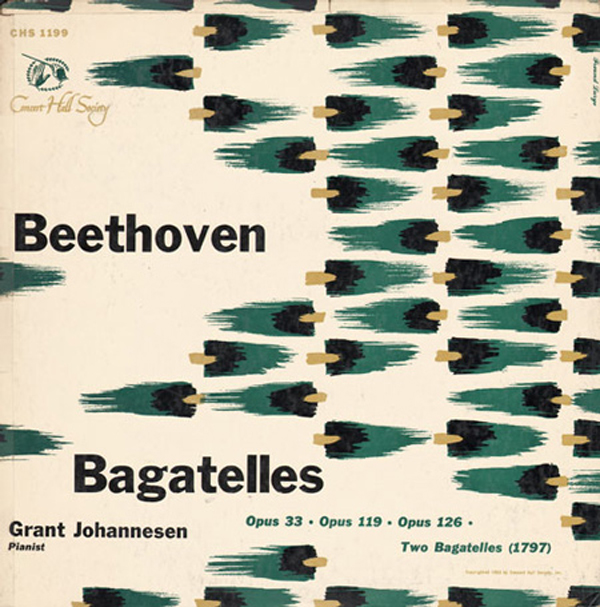 CHS 1199
Concert Hall Society
Beethoven
Bagatelles
Grant Johannesen
Pianist
Opus 33 • Opus 119 • Opus 126 •
Two Bagatelles (1797)